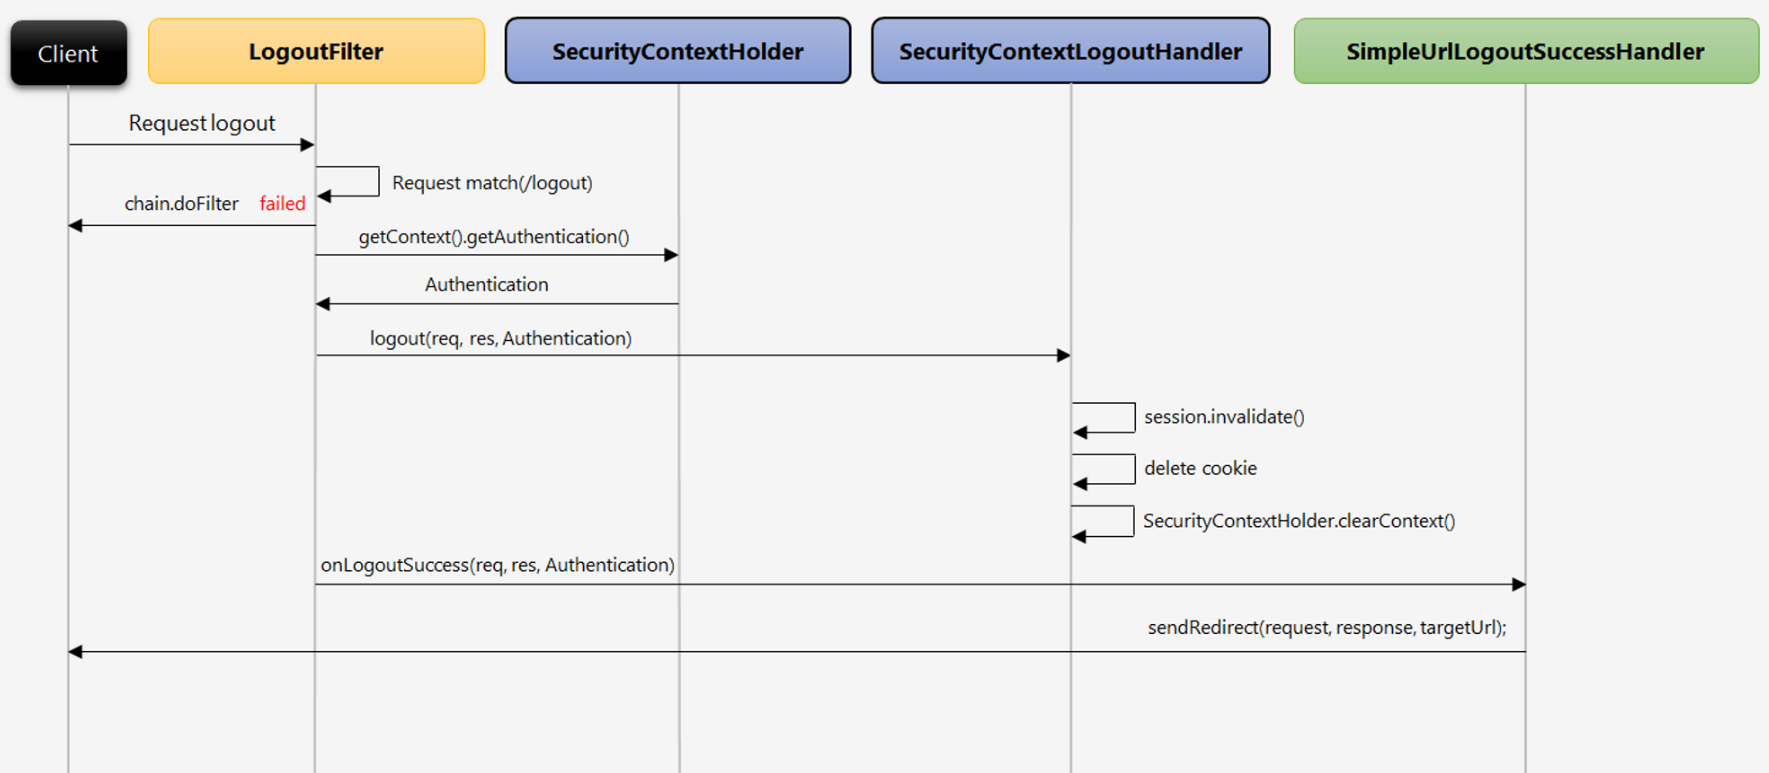 Client
LogoutFilter
SecurityContextHolder
SecurityContextLogoutHandler
SimpleUrlLogoutSuccessHandler
Request logout
Request match(/logout)
chain.doFilter failed
getContext().getAuthentication()
Authentication
logout(req, res, Authentication)
session.invalidate()
delete cookie
SecurityContextHolder.clearContext()
onLogoutSuccess(req, res, Authentication)
sendRedirect(request, response, targetUrl);